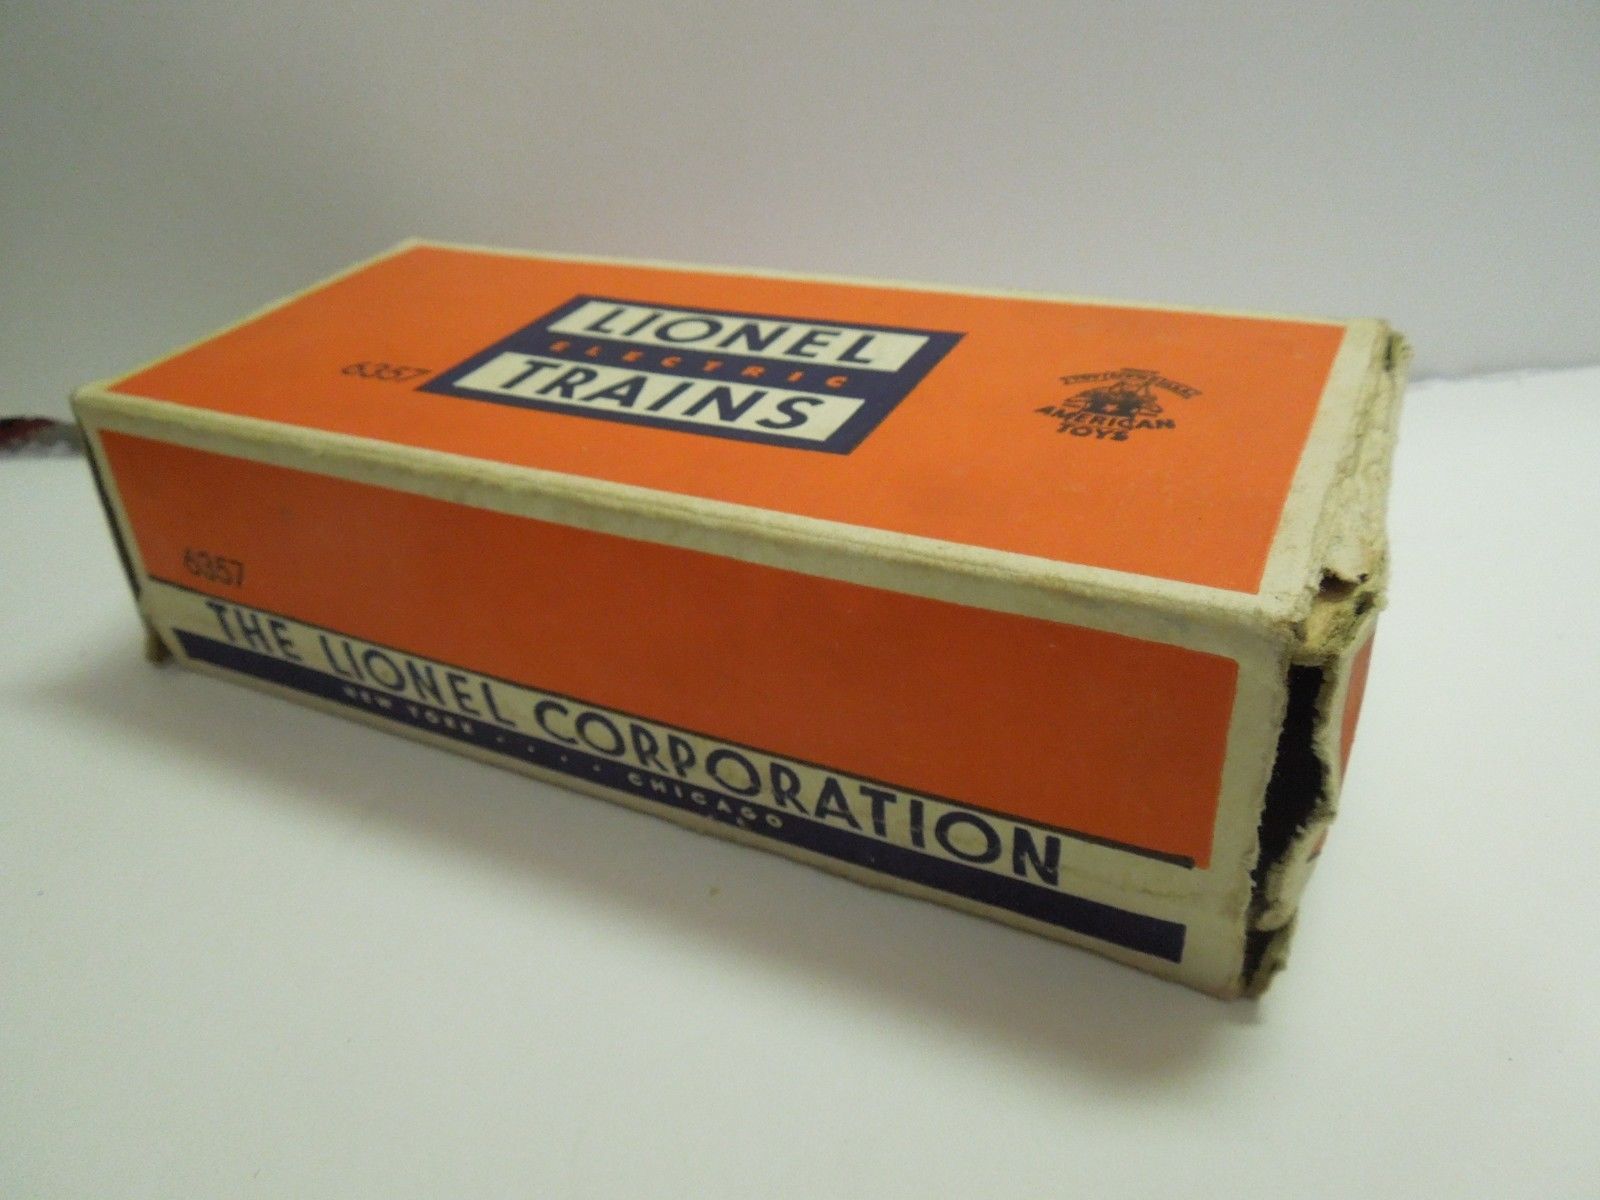 LIONEL
ELECTRIC
TRAINS
6357
AMERICAN
TOYS
6357
THE LIONEL CORPORATION
NEW YORK . . . . . CHICAGO